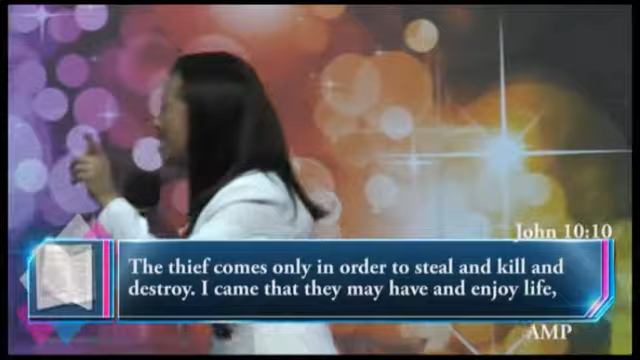 John 10:10
The thief comes only in order to steal and kill and
destroy. I came that they may have and enjoy life,
AMP